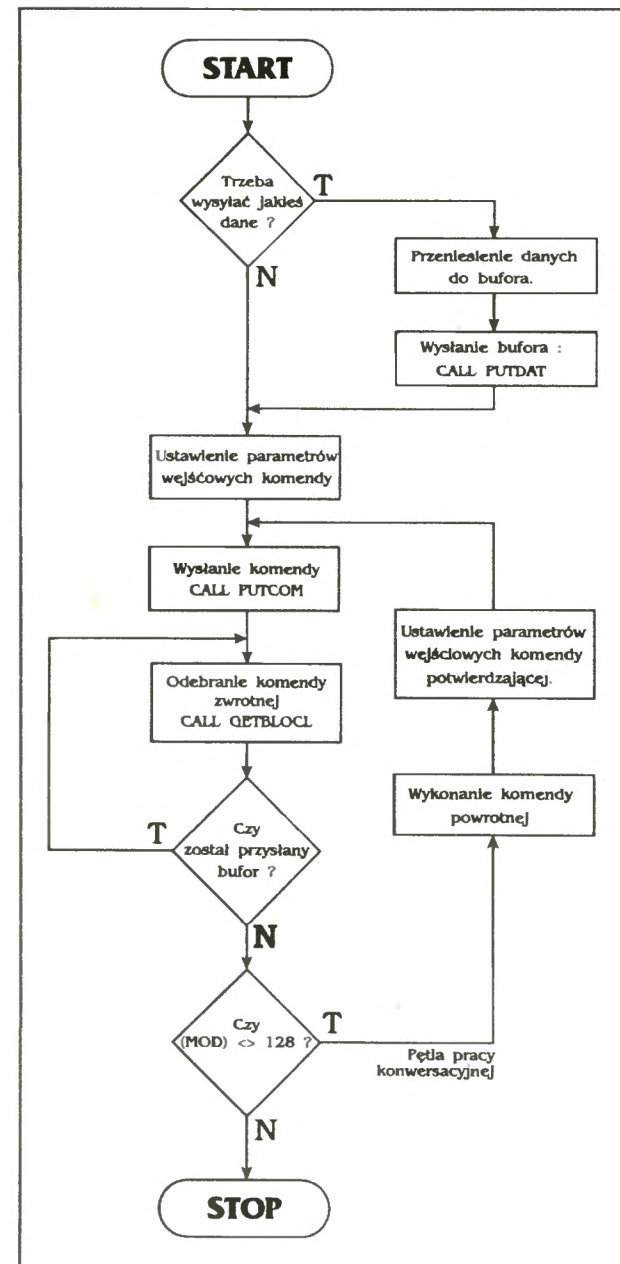 START
Trzeba
wysyłać jakieś
dane ?
T
N
Przeniesienie danych
do bufora.
Wysłanie bufora :
CALL PUTDAT
Ustawienie parametrów
wejśćowych komendy
Wysłanie komendy
CALL PUTCOM
Odebranie komendy
zwrotnej
CALL GETBLOCL
Czy
został przysłany
bufor ?
T
N
Czy
(MOD) <> 128 ?
T
N
Pętla pracy
konwersacyjnej
Wykonanie komendy
powrotnej
Ustawienie parametrów
wejściowych komendy
potwierdzającej.
STOP